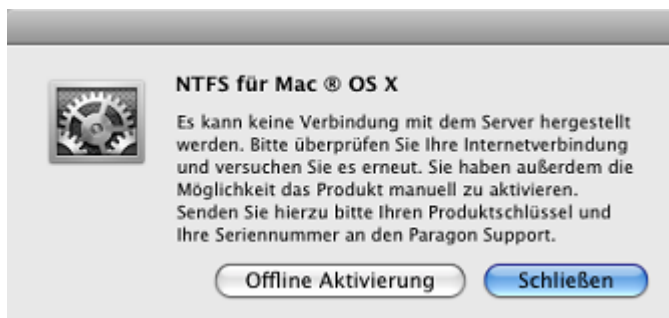 NTFS für Mac ® OS X
Es kann keine Verbindung mit dem Server hergestellt
werden. Bitte überprüfen Sie Ihre Internetverbindung
und versuchen Sie es erneut. Sie haben außerdem die
Möglichkeit das Produkt manuell zu aktivieren.
Senden Sie hierzu bitte Ihren Produktschlüssel und
Ihre Seriennummer an den Paragon Support.
Offline Aktivierung
Schließen